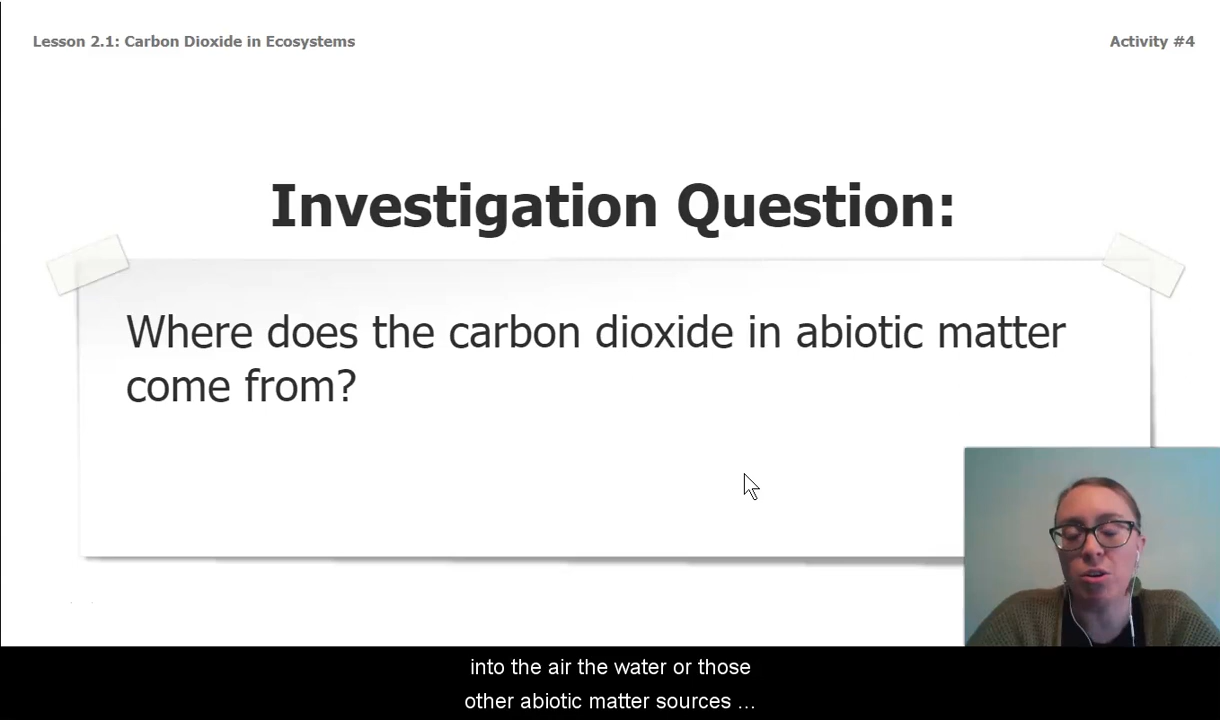 Lesson 2.1: Carbon Dioxide in Ecosystems
Activity #4
Investigation Question:
Where does the carbon dioxide in abiotic matter
come from?
into the air the water or those
other abiotic matter sources ...